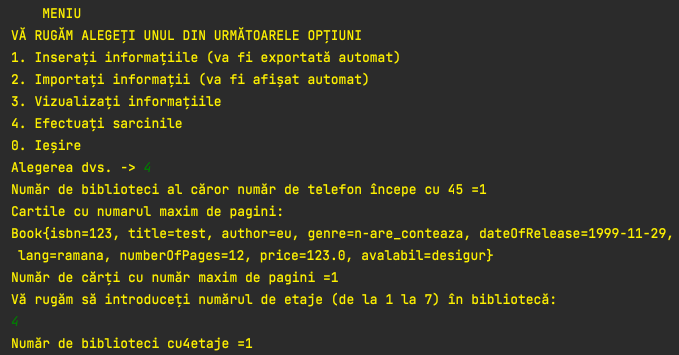 MENIU
VĂ RUGĂM ALEGEȚI UNUL DIN URMĂTOARELE OPȚIUNI
1. Inserați informațiile (va fi exportată automat)
2. Importați informații (va fi afișat automat)
3. Vizualizați informațiile
4. Efectuați sarcinile
0. Ieșire
Alegerea dvs. -> 4
Număr de biblioteci al căror număr de telefon începe cu 45 =1
Cartile cu numarul maxim de pagini:
Book{isbn=123, title=test, author=eu, genre=n-are_conteaza, dateOfRelease=1999-11-29,
lang=ramana, numberOfPages=12, price=123.0, avalabil=desigur}
Număr de cărți cu număr maxim de pagini =1
Vă rugăm să introduceți numărul de etaje (de la 1 la 7) în bibliotecă:
4
Număr de biblioteci cu4etaje =1